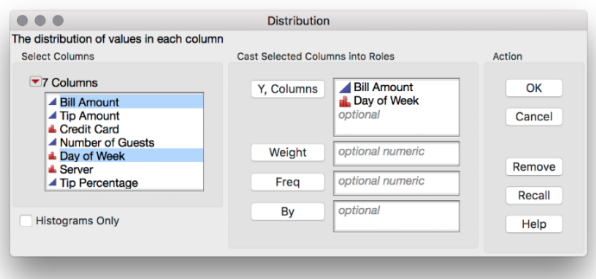 Distribution
The distribution of values in each column
Select Columns
7 Columns
Bill Amount
Tip Amount
Credit Card
Number of Guests
Day of Week
Server
Tip Percentage
Histograms Only
Cast Selected Columns into Roles
Y, Columns
Bill Amount
Day of Week
optional
Weight
optional numeric
Freq
optional numeric
By
optional
Action
OK
Cancel
Remove
Recall
Help